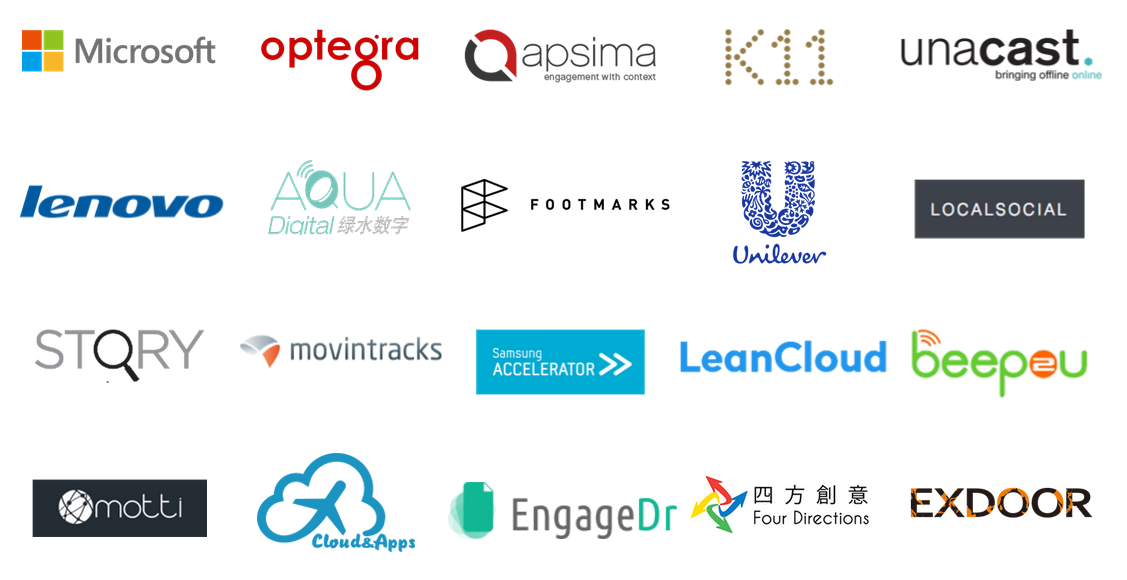 Microsoft
optegra
apsima
engagement with context
K11
unacast.
bringing offline online
lenovo
AQUA
Digital 绿水数字
FOOTMARKS
Unilever
LOCALSOCIAL
STORY
movintracks
Samsung
ACCELERATOR
LeanCloud
beep2u
motti
Cloud&Apps
EngageDr
四方創意
Four Directions
EXDOOR